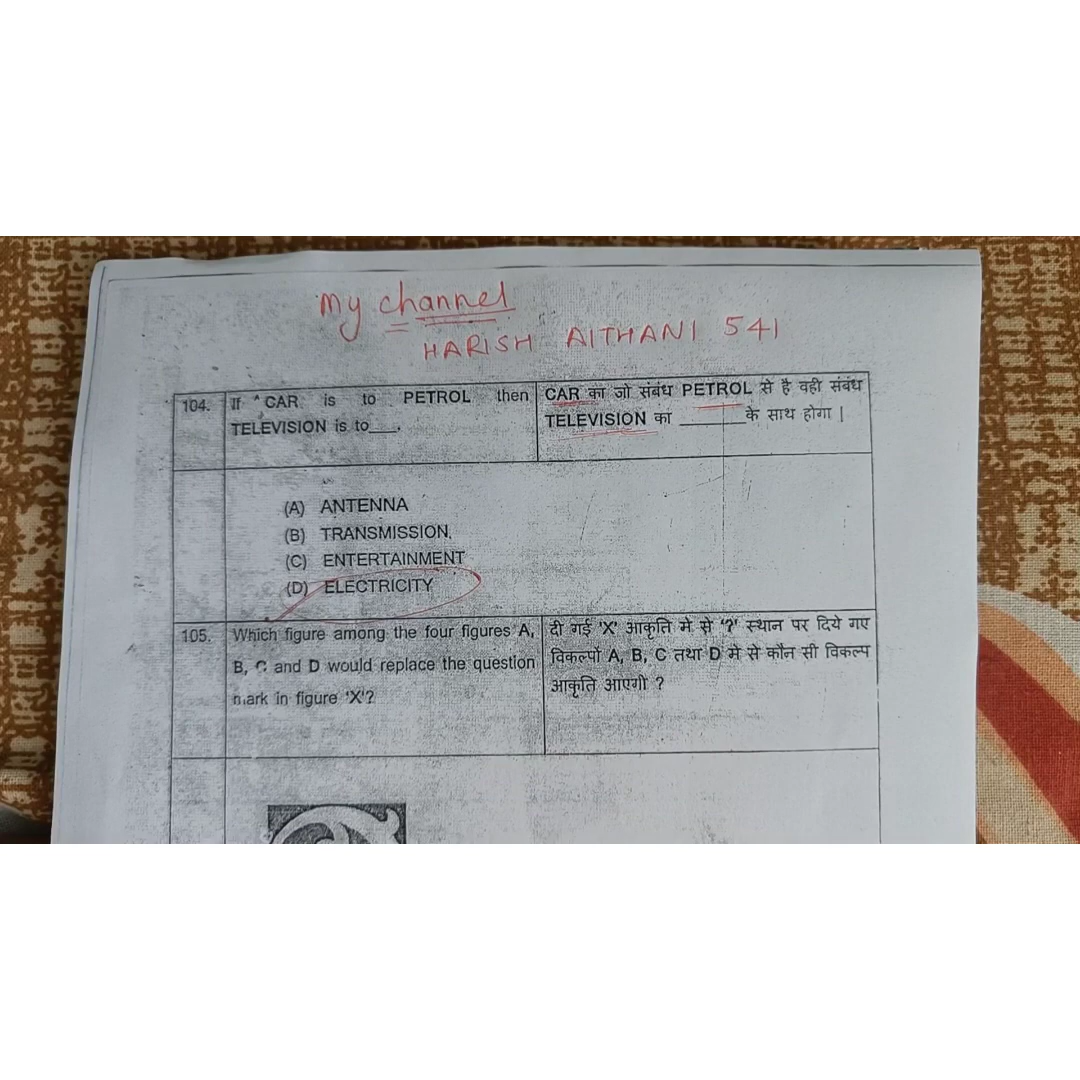 My channel
HARISH AITHANI 541
104.
If CAR is to PETROL then
TELEVISION is to___.
CAR का जो संबंध PETROL से है वही संबंध
TELEVISION का ________के साथ होगा |
(A) ANTENNA
(B) TRANSMISSION
(C) ENTERTAINMENT
(D) ELECTRICITY
105.
Which figure among the four figures A,
B, C and D would replace the question
mark in figure 'X'?
दी गई 'X' आकृति में से '?' स्थान पर दिये गए
विकल्पों A, B, C तथा D में से कौन सी विकल्प
आकृति आएगी ?